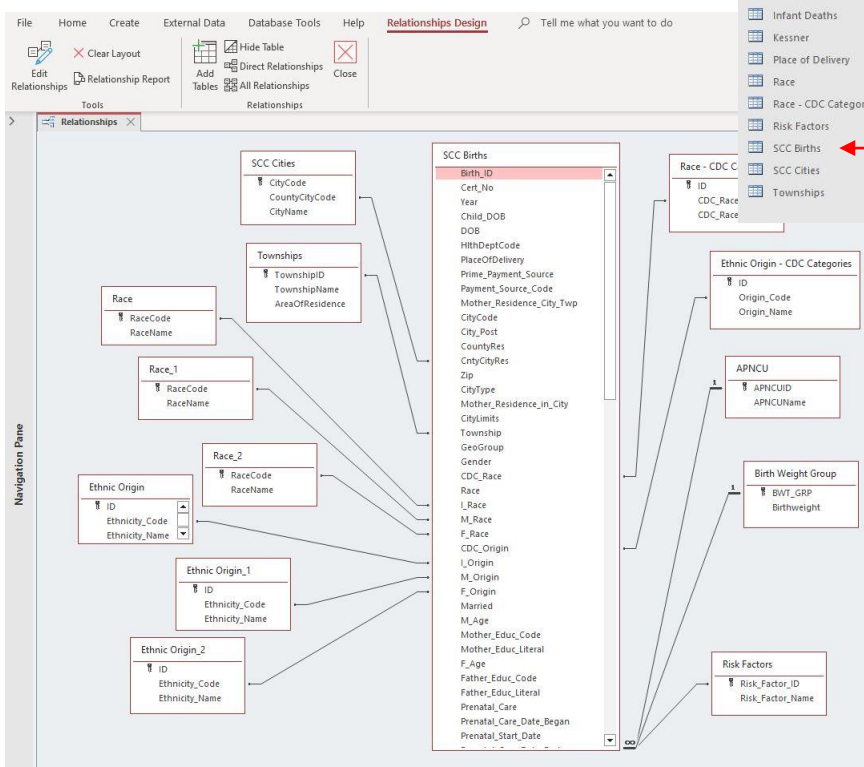 File Home Create External Data Database Tools Help Relationships Design Tell me what you want to do
Edit Relationships
Clear Layout
Relationship Report
Tools
Add Tables
Hide Table
Direct Relationships
All Relationships
Relationships
Close
Infant Deaths
Kessner
Place of Delivery
Race
Race - CDC Categor
Risk Factors
SCC Births
SCC Cities
Townships
Relationships
Navigation Pane
SCC Cities
CityCode
CountyCityCode
CityName
Townships
TownshipID
TownshipName
AreaOfResidence
Race
RaceCode
RaceName
Race_1
RaceCode
RaceName
Race_2
RaceCode
RaceName
Ethnic Origin
ID
Ethnicity_Code
Ethnicity_Name
Ethnic Origin_1
ID
Ethnicity_Code
Ethnicity_Name
Ethnic Origin_2
ID
Ethnicity_Code
Ethnicity_Name
SCC Births
Birth_ID
Cert_No
Year
Child_DOB
DOB
HlthDeptCode
PlaceOfDelivery
Prime_Payment_Source
Payment_Source_Code
Mother_Residence_City_Twp
CityCode
City_Post
CountyRes
CntyCityRes
Zip
CityType
Mother_Residence_in_City
CityLimits
Township
GeoGroup
Gender
CDC_Race
Race
I_Race
M_Race
F_Race
CDC_Origin
I_Origin
M_Origin
F_Origin
Married
M_Age
Mother_Educ_Code
Mother_Educ_Literal
F_Age
Father_Educ_Code
Father_Educ_Literal
Prenatal_Care
Prenatal_Care_Date_Began
Prenatal_Start_Date
Race - CDC C
ID
CDC_Race
CDC_Race
Ethnic Origin - CDC Categories
ID
Origin_Code
Origin_Name
APNCU
APNCUID
APNCUName
1
Birth Weight Group
BWT_GRP
Birthweight
1
Risk Factors
Risk_Factor_ID
Risk_Factor_Name
∞